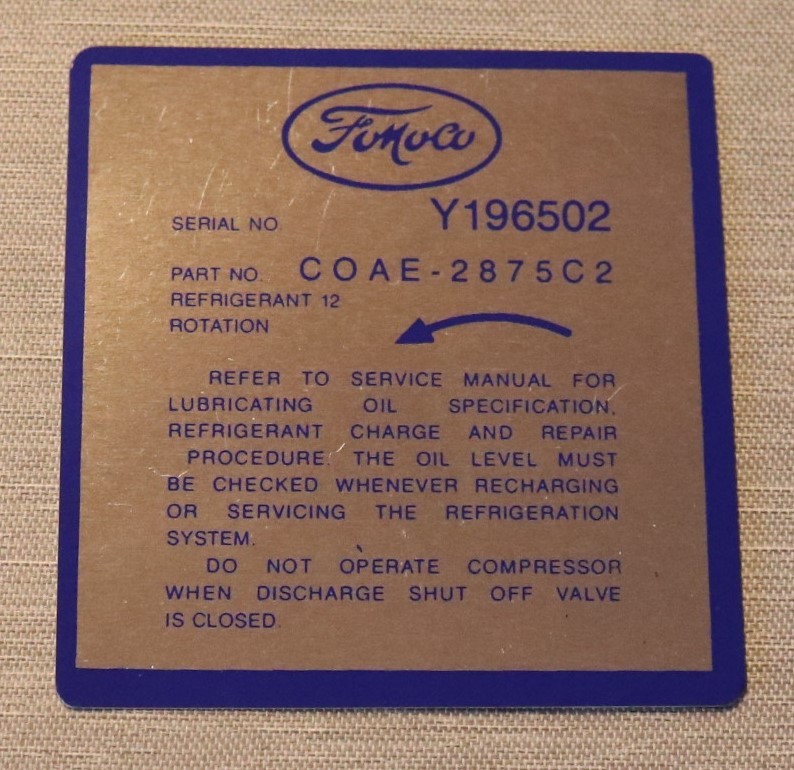 FoMoCo
SERIAL NO. Y196502
PART NO. COAE-2875C2
REFRIGERANT 12
ROTATION
REFER TO SERVICE MANUAL FOR
LUBRICATING OIL SPECIFICATION,
REFRIGERANT CHARGE AND REPAIR
PROCEDURE. THE OIL LEVEL MUST
BE CHECKED WHENEVER RECHARGING
OR SERVICING THE REFRIGERATION
SYSTEM.
DO NOT OPERATE COMPRESSOR
WHEN DISCHARGE SHUT OFF VALVE
IS CLOSED.